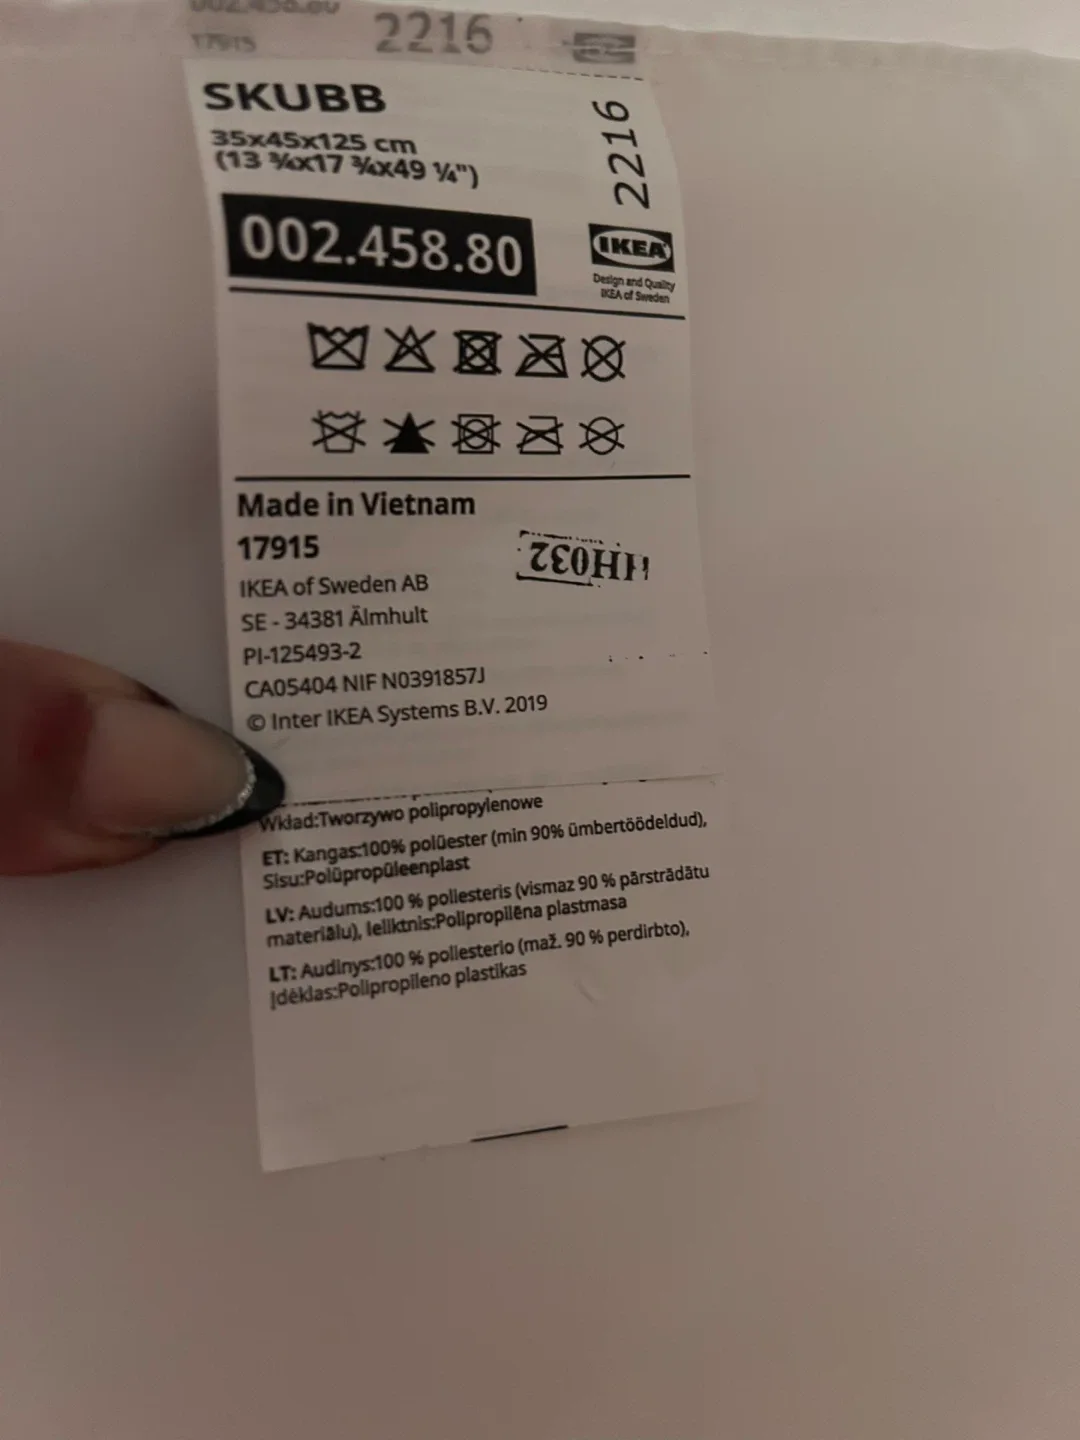 17915
2216
SKUBB
35x45x125 cm
(13 ¾x17 ¾x49 ¼")
2216
002.458.80
IKEA
Design and Quality
IKEA of Sweden
Made in Vietnam
17915
HH032
IKEA of Sweden AB
SE - 34381 Älmhult
PI-125493-2
CA05404 NIF N0391857J
© Inter IKEA Systems B.V. 2019
Wkład:Tworzywo polipropylenowe
ET: Kangas:100% polüester (min 90% ümbertöödeldud),
Sisu:Polüpropüleenplast
LV: Audums:100 % poliesteris (vismaz 90 % pārstrādātu
materiālu), Ieliktnis:Polipropilēna plastmasa
LT: Audinys:100 % poliesterio (maž. 90 % perdirbto),
Įdėklas:Polipropileno plastikas